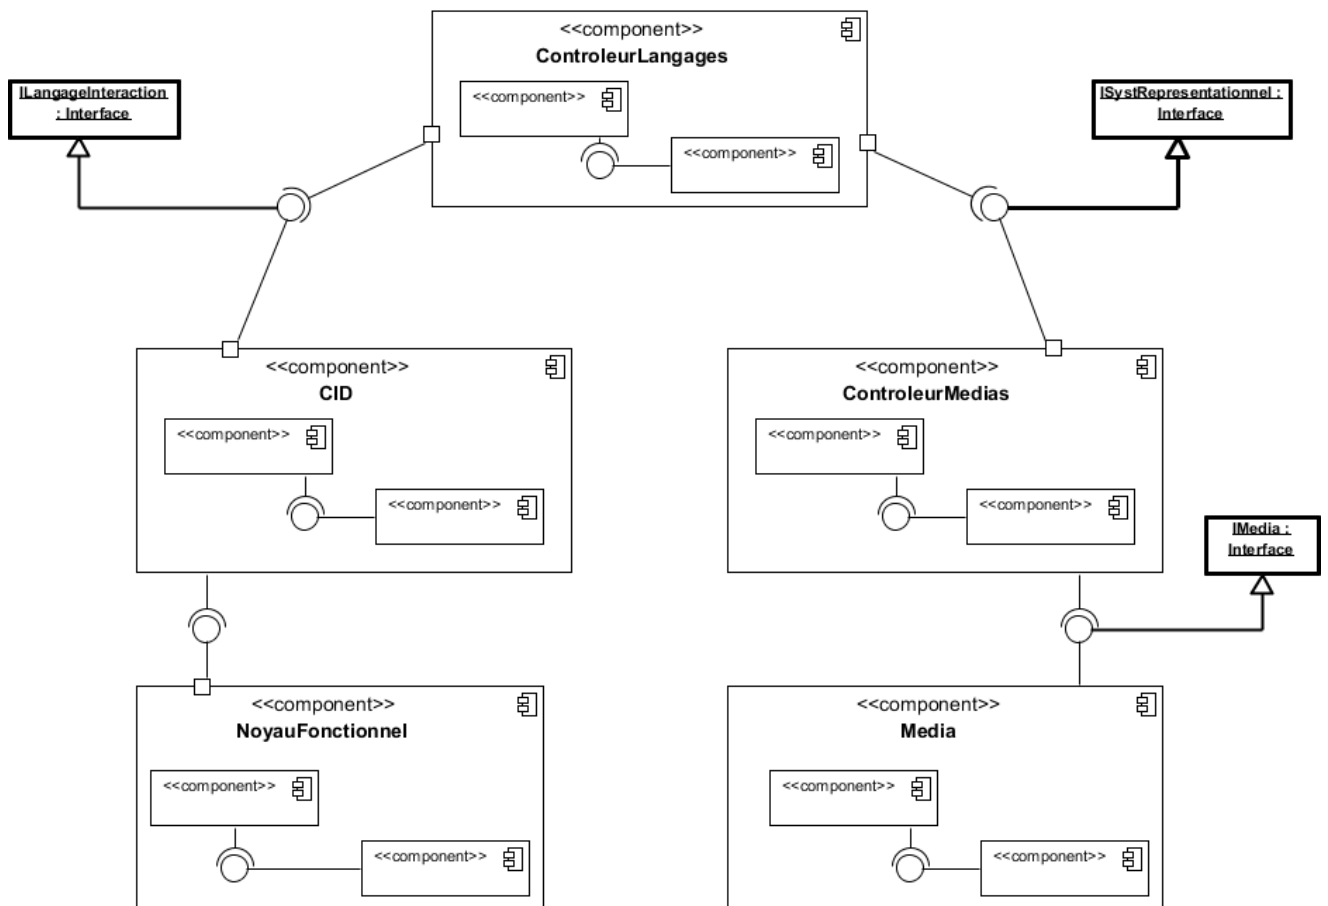 <<component>>
ControleurLangages
<<component>>
<<component>>
ILangageInteraction
: Interface
ISystRepresentationnel :
Interface
<<component>>
CID
<<component>>
<<component>>
<<component>>
ControleurMedias
<<component>>
<<component>>
IMedia :
Interface
<<component>>
NoyauFonctionnel
<<component>>
<<component>>
<<component>>
Media
<<component>>
<<component>>